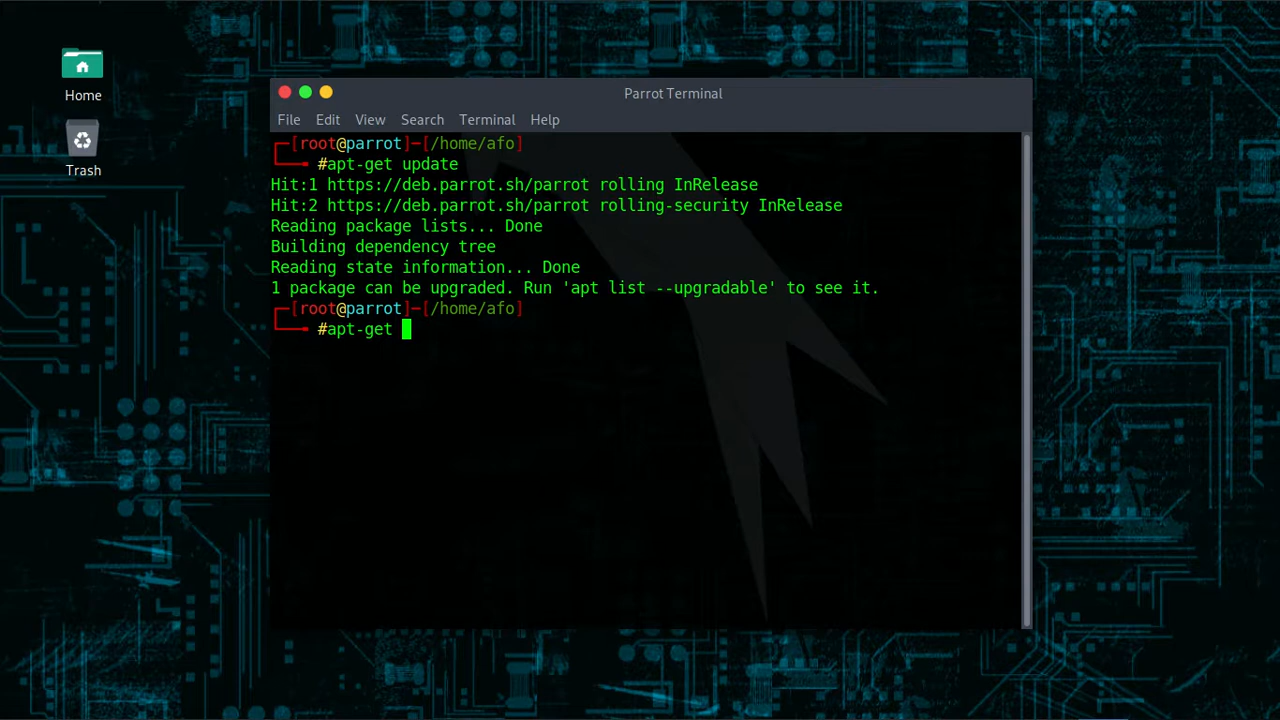 Home
Trash
Parrot Terminal
File Edit View Search Terminal Help
┌─[root@parrot]─[/home/afo]
└──╼ #apt-get update
Hit:1 https://deb.parrot.sh/parrot rolling InRelease
Hit:2 https://deb.parrot.sh/parrot rolling-security InRelease
Reading package lists... Done
Building dependency tree
Reading state information... Done
1 package can be upgraded. Run 'apt list --upgradable' to see it.
┌─[root@parrot]─[/home/afo]
└──╼ #apt-get